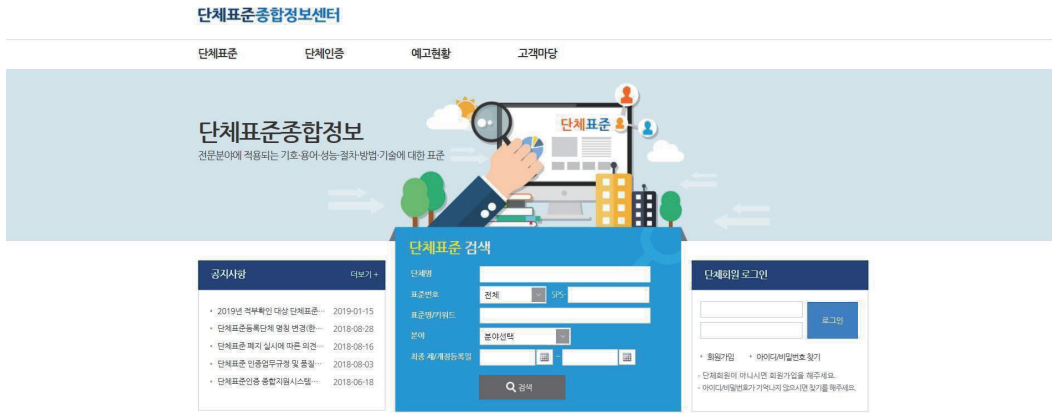 단체표준종합정보센터
단체표준 단체인증 예고현황 고객마당
단체표준종합정보
전문분야에 적용되는 기호·용어·성능·절차·방법·기술에 대한 표준
단체표준
단체표준 검색
단체명
표준번호 전체 SPS-
표준명/키워드
분야 분야선택
최종 제/개정등록일 ~
검색
공지사항 더보기 +
2019년 적부확인 대상 단체표준··· 2019-01-15
단체표준등록단체 명칭 변경(한··· 2018-08-28
단체표준 폐지 실시에 따른 의견··· 2018-08-16
단체표준 인증업무규정 및 품질··· 2018-08-03
단체표준인증 종합지원시스템··· 2018-06-18
단체회원 로그인
로그인
회원가입 아이디/비밀번호 찾기
- 단체회원이 아니시면 회원가입을 해주세요.
- 아이디/비밀번호가 기억나지 않으시면 찾기를 해주세요.